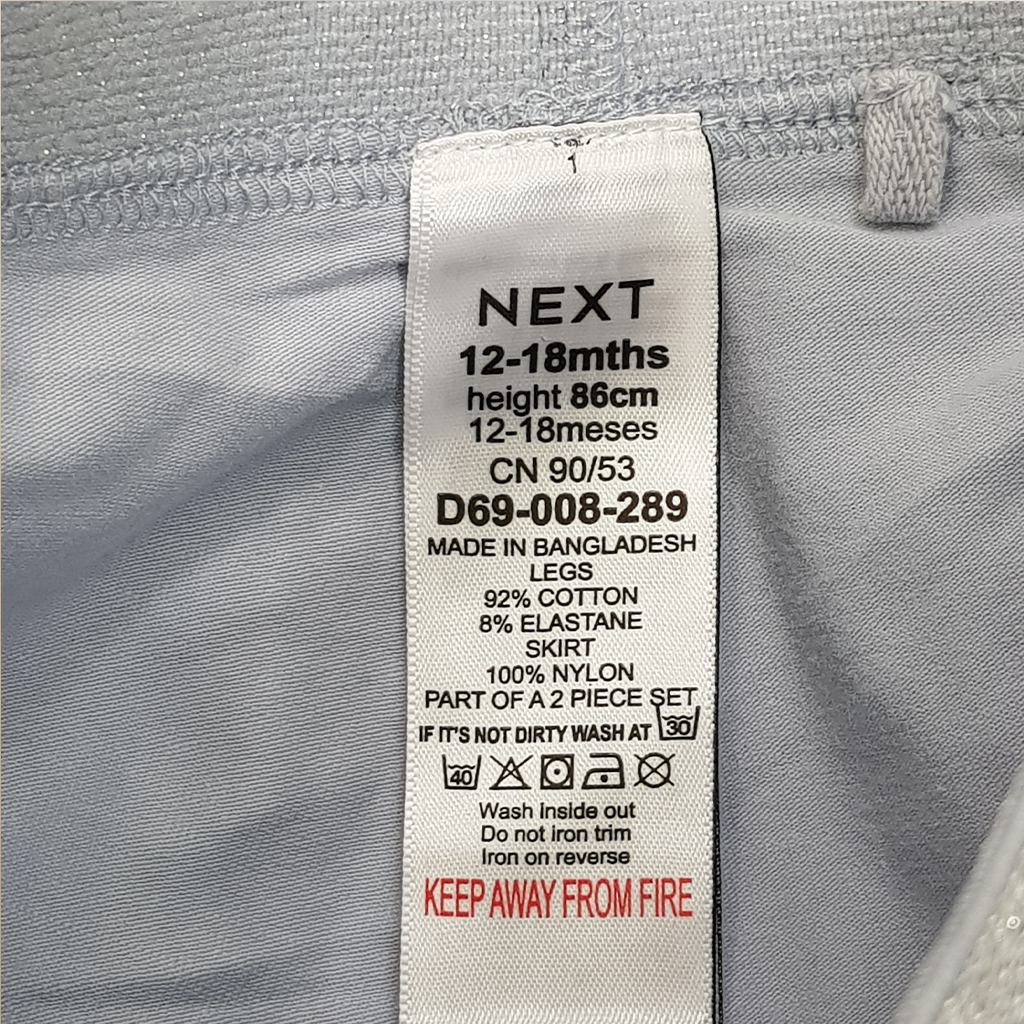 1
NEXT
12-18mths
height 86cm
12-18meses
CN 90/53
D69-008-289
MADE IN BANGLADESH
LEGS
92% COTTON
8% ELASTANE
SKIRT
100% NYLON
PART OF A 2 PIECE SET
IF IT'S NOT DIRTY WASH AT 30
40
Wash inside out
Do not iron trim
Iron on reverse
KEEP AWAY FROM FIRE